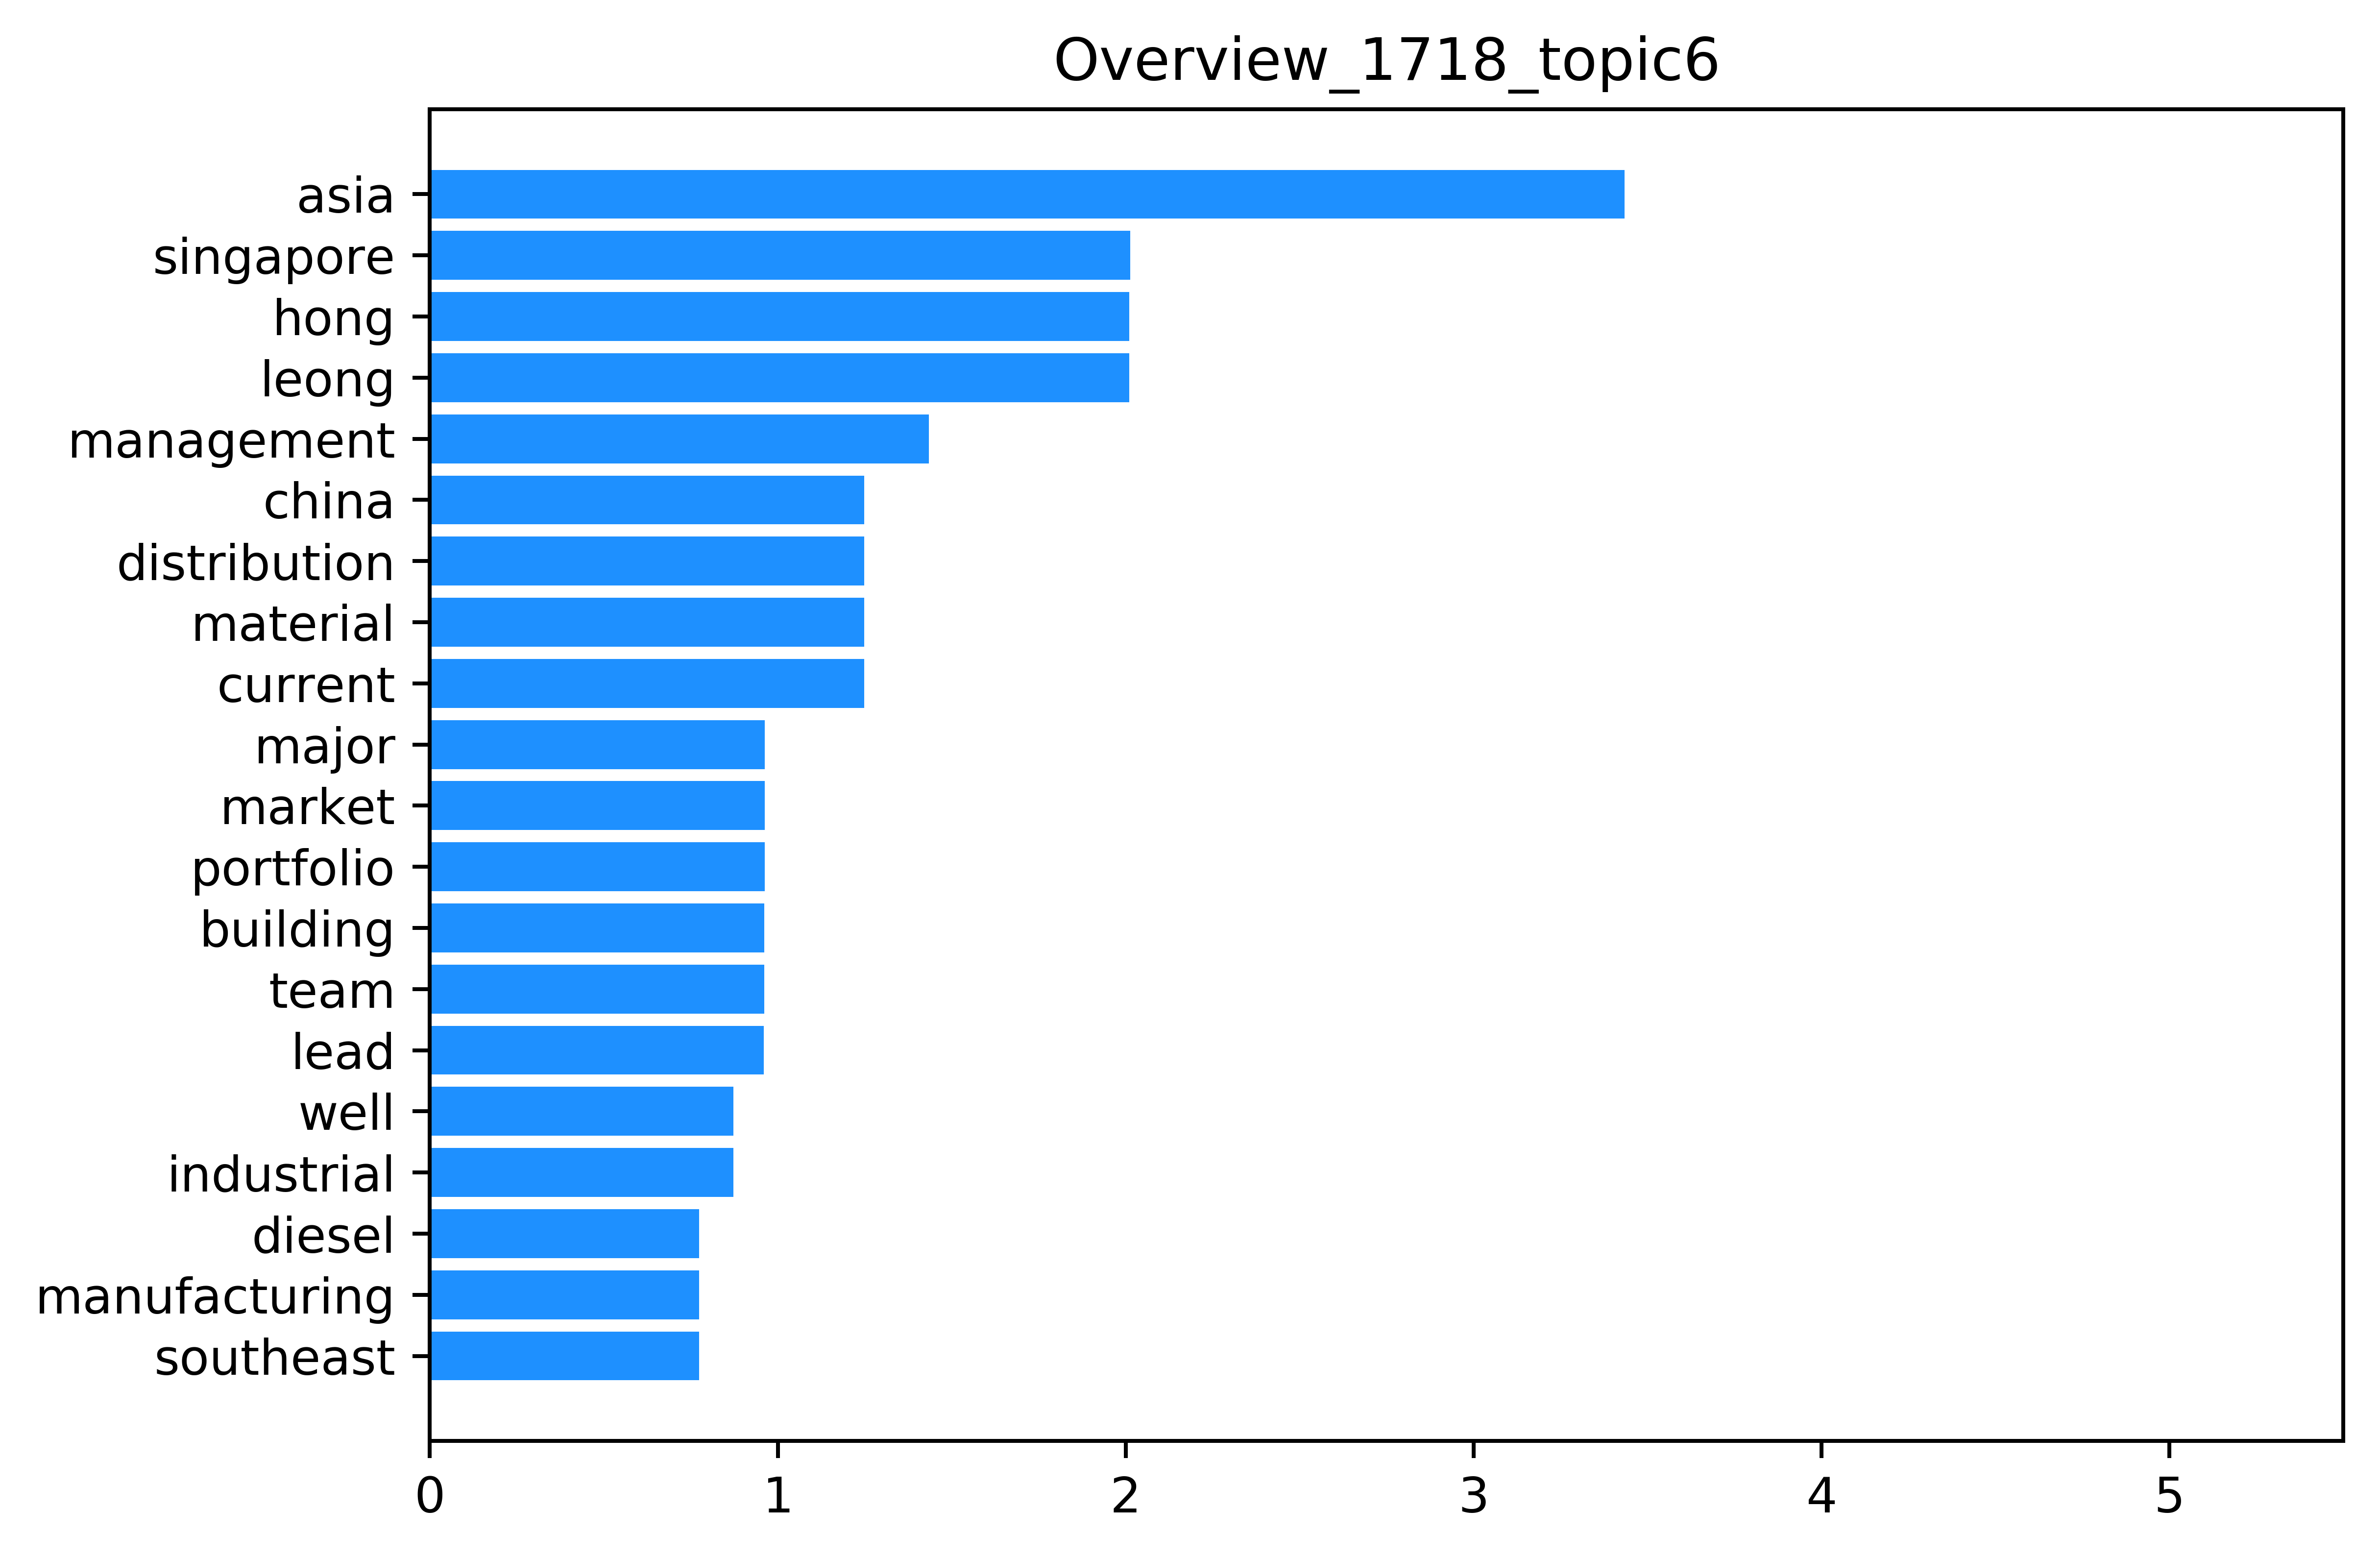 Overview_1718_topic6
asia
singapore
hong
leong
management
china
distribution
material
current
major
market
portfolio
building
team
lead
well
industrial
diesel
manufacturing
southeast
0 1 2 3 4 5